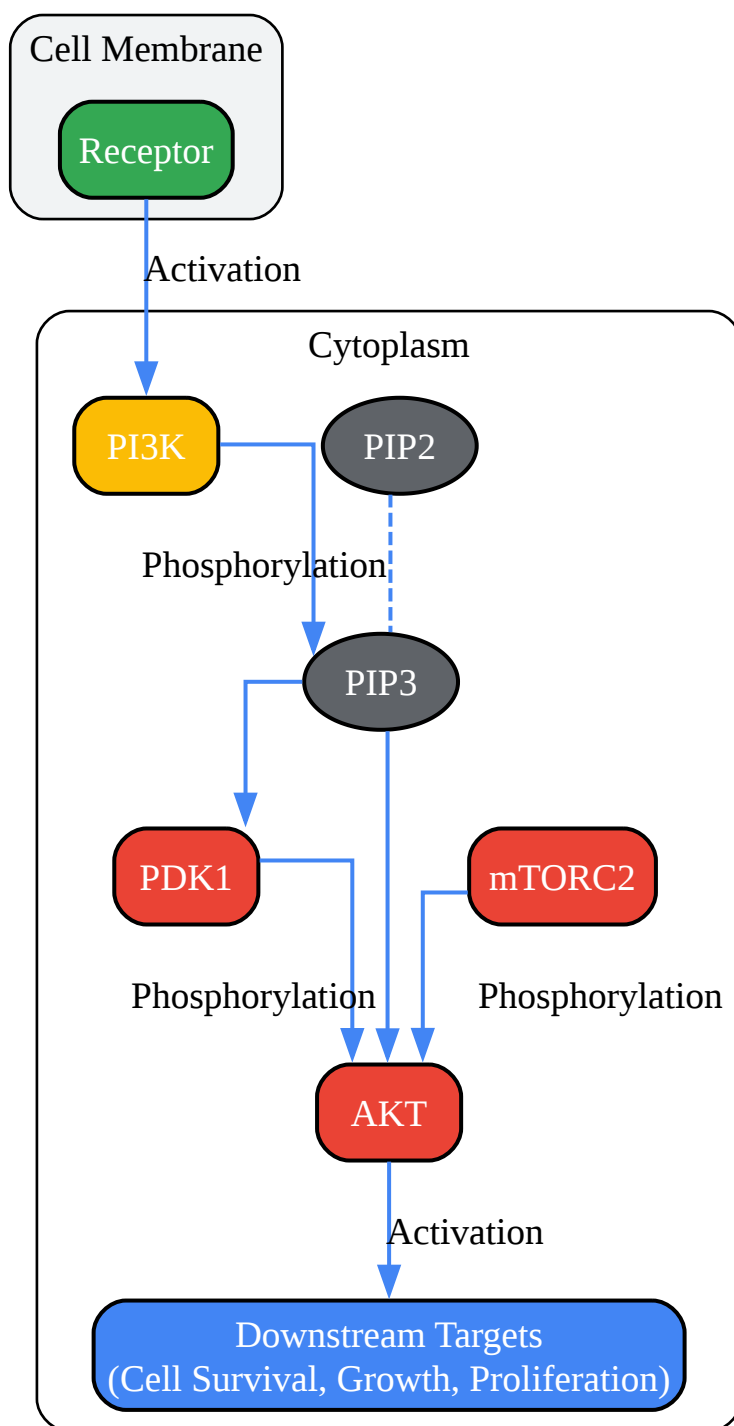 Cell Membrane
Receptor
Activation
Cytoplasm
PI3K
PIP2
Phosphorylation
PIP3
PDK1
mTORC2
Phosphorylation
Phosphorylation
AKT
Activation
Downstream Targets
(Cell Survival, Growth, Proliferation)